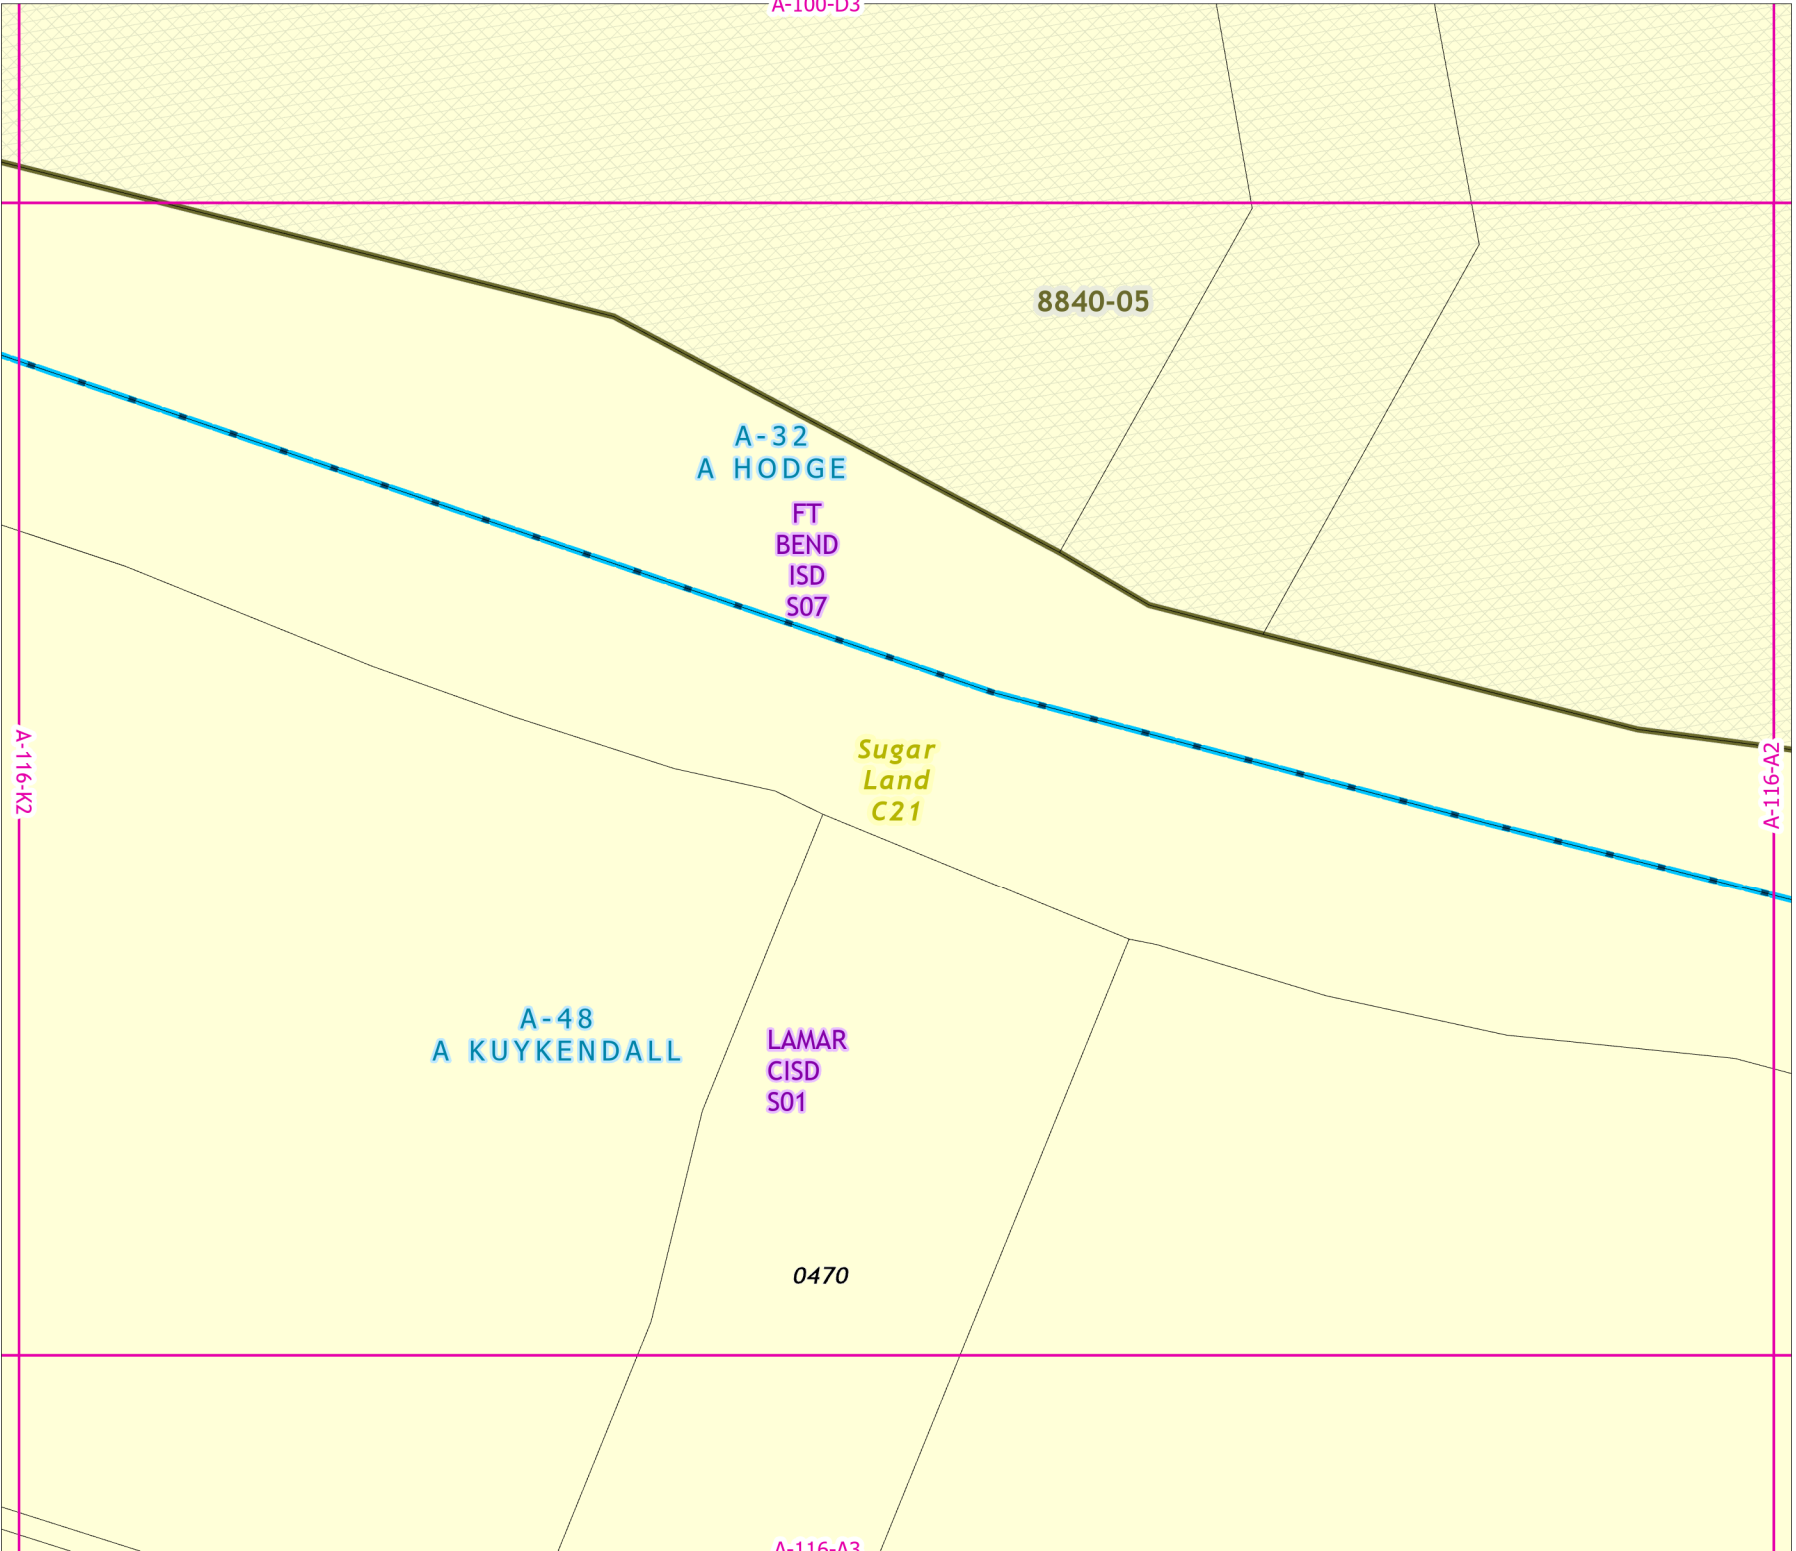 A-100-D3
8840-05
A-32
A HODGE
FT
BEND
ISD
S07
A-116-K2
A-116-A2
Sugar
Land
C21
A-48
A KUYKENDALL
LAMAR
CISD
S01
0470
A-116-A3